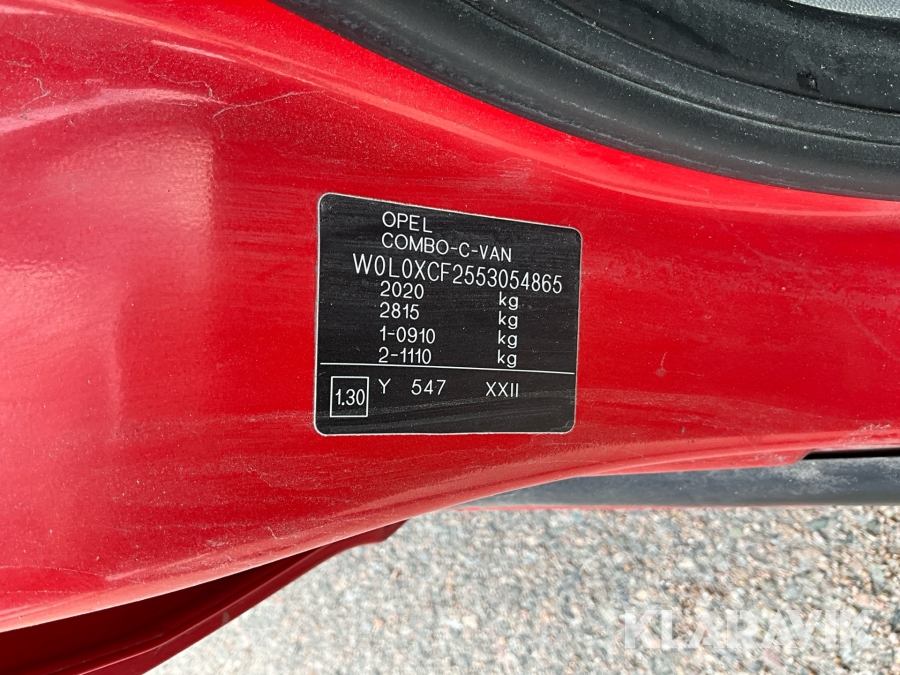 OPEL
COMBO-C-VAN
W0L0XCF2553054865
2020 kg
2815 kg
1-0910 kg
2-1110 kg
1.30 Y 547 XXII
KLARAVIK